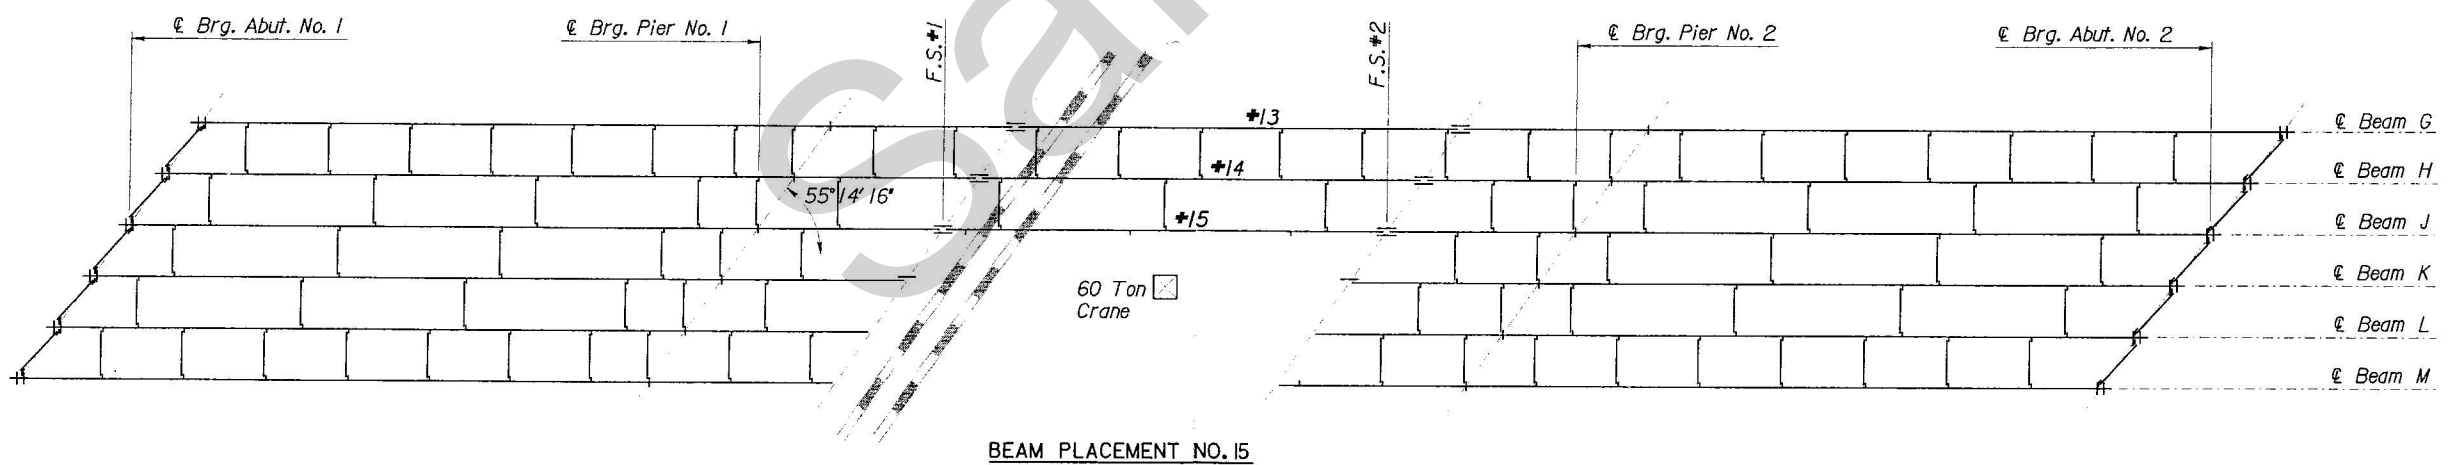 ℄ Brg. Abut. No. 1
℄ Brg. Pier No. 1
F.S.#1
F.S.#2
℄ Brg. Pier No. 2
℄ Brg. Abut. No. 2
#13
℄ Beam G
#14
℄ Beam H
55° 14' 16"
#15
℄ Beam J
℄ Beam K
60 Ton
Crane
℄ Beam L
℄ Beam M
BEAM PLACEMENT NO. 15